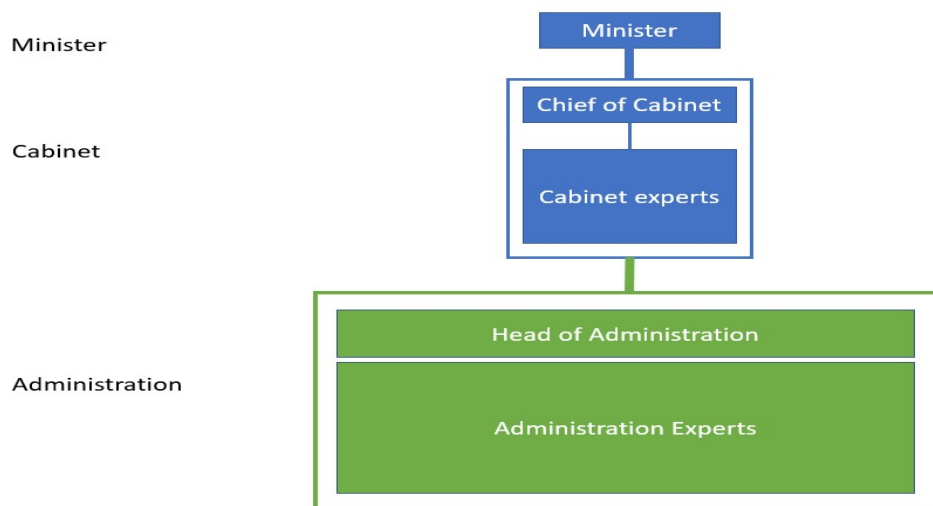 Minister
Minister
Chief of Cabinet
Cabinet
Cabinet experts
Head of Administration
Administration
Administration Experts